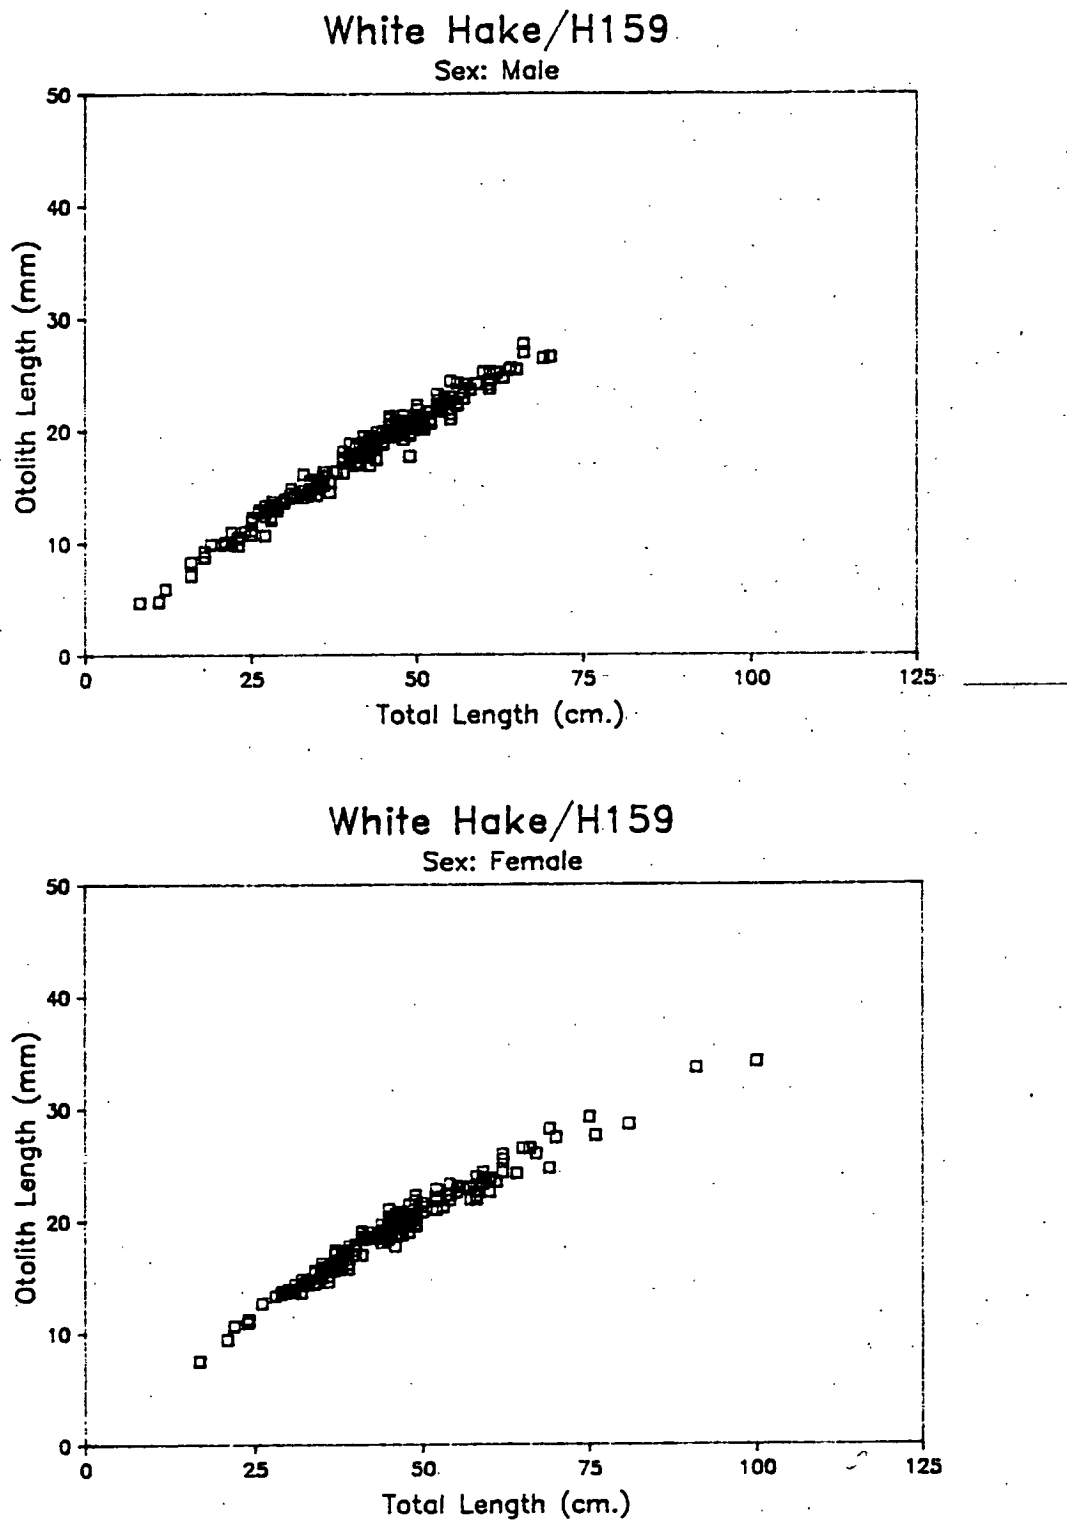 White Hake/H159
Sex: Male
50
40
30
20
10
0
Otolith Length (mm)
0 25 50 75 100 125
Total Length (cm.)
White Hake/H159
Sex: Female
50
40
30
20
10
0
Otolith Length (mm)
0 25 50 75 100 125
Total Length (cm.)